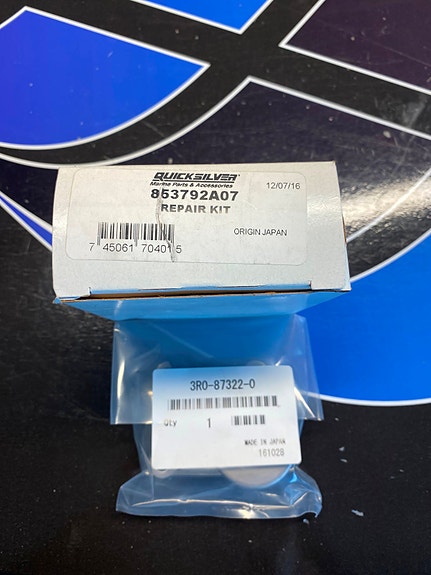 QUICKSILVER
Marine Parts & Accessories
853792A07
12/07/16
REPAIR KIT
ORIGIN JAPAN
7 45061 70401 5
3R0-87322-0
Qty 1
MADE IN JAPAN
161028